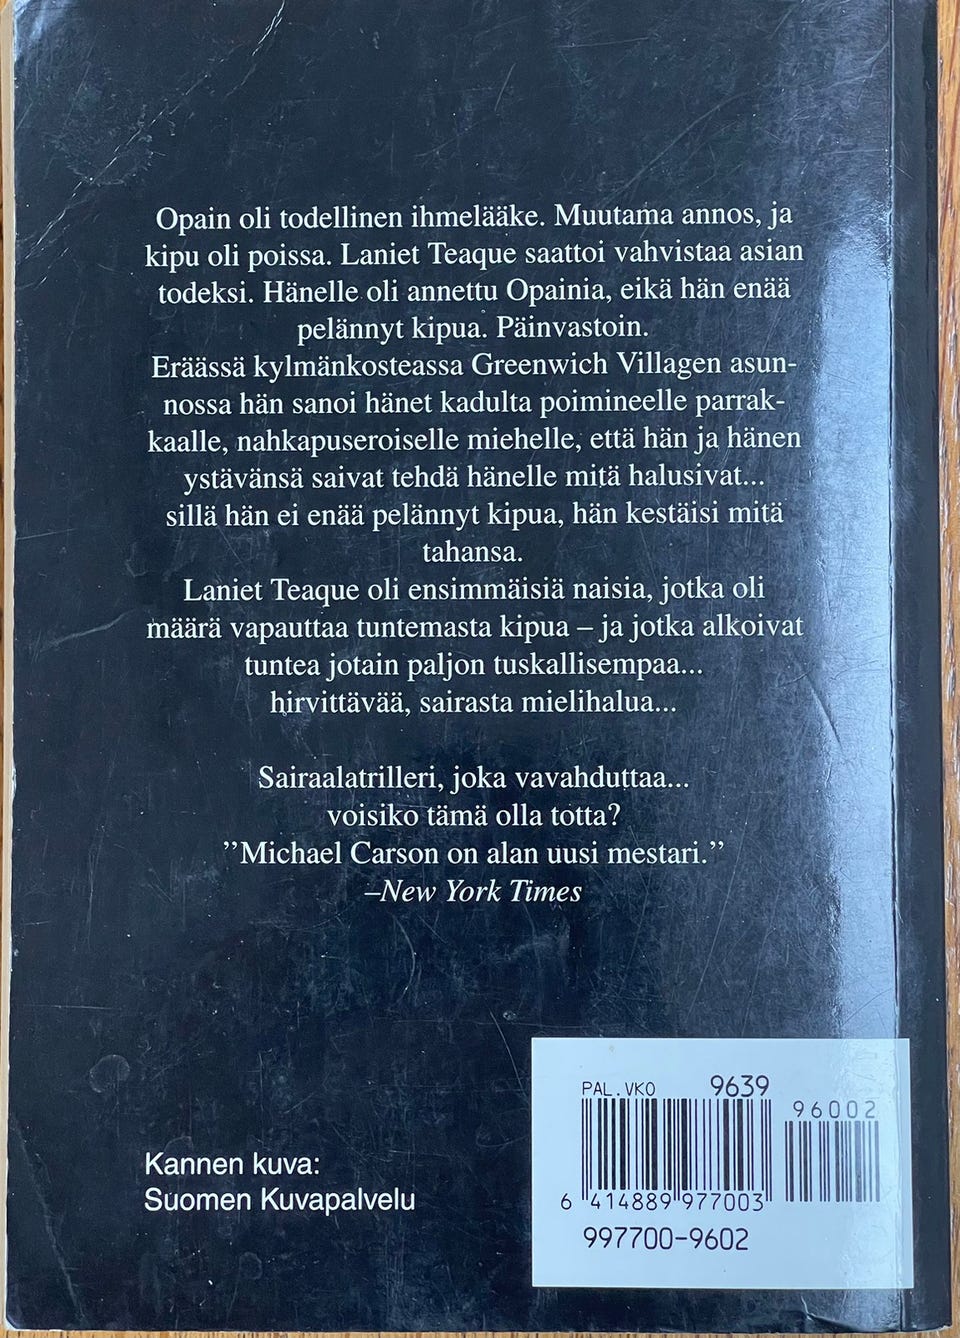 Opain oli todellinen ihmelääke. Muutama annos, ja
kipu oli poissa. Laniet Teaque saattoi vahvistaa asian
todeksi. Hänelle oli annettu Opainia, eikä hän enää
pelännyt kipua. Päinvastoin.
Eräässä kylmänkosteassa Greenwich Villagen asun-
nossa hän sanoi hänet kadulta poimineelle parrak-
kaalle, nahkapuseroiselle miehelle, että hän ja hänen
ystävänsä saivat tehdä hänelle mitä halusivat...
sillä hän ei enää pelännyt kipua, hän kestäisi mitä
tahansa.
Laniet Teaque oli ensimmäisiä naisia, jotka oli
määrä vapauttaa tuntemasta kipua – ja jotka alkoivat
tuntea jotain paljon tuskallisempaa...
hirvittävää, sairasta mielihalua...
Sairaalatrilleri, joka vavahduttaa...
voisiko tämä olla totta?
”Michael Carson on alan uusi mestari.”
–New York Times
Kannen kuva:
Suomen Kuvapalvelu
PAL.VKO 9639
96002
6 414889 977003
997700-9602